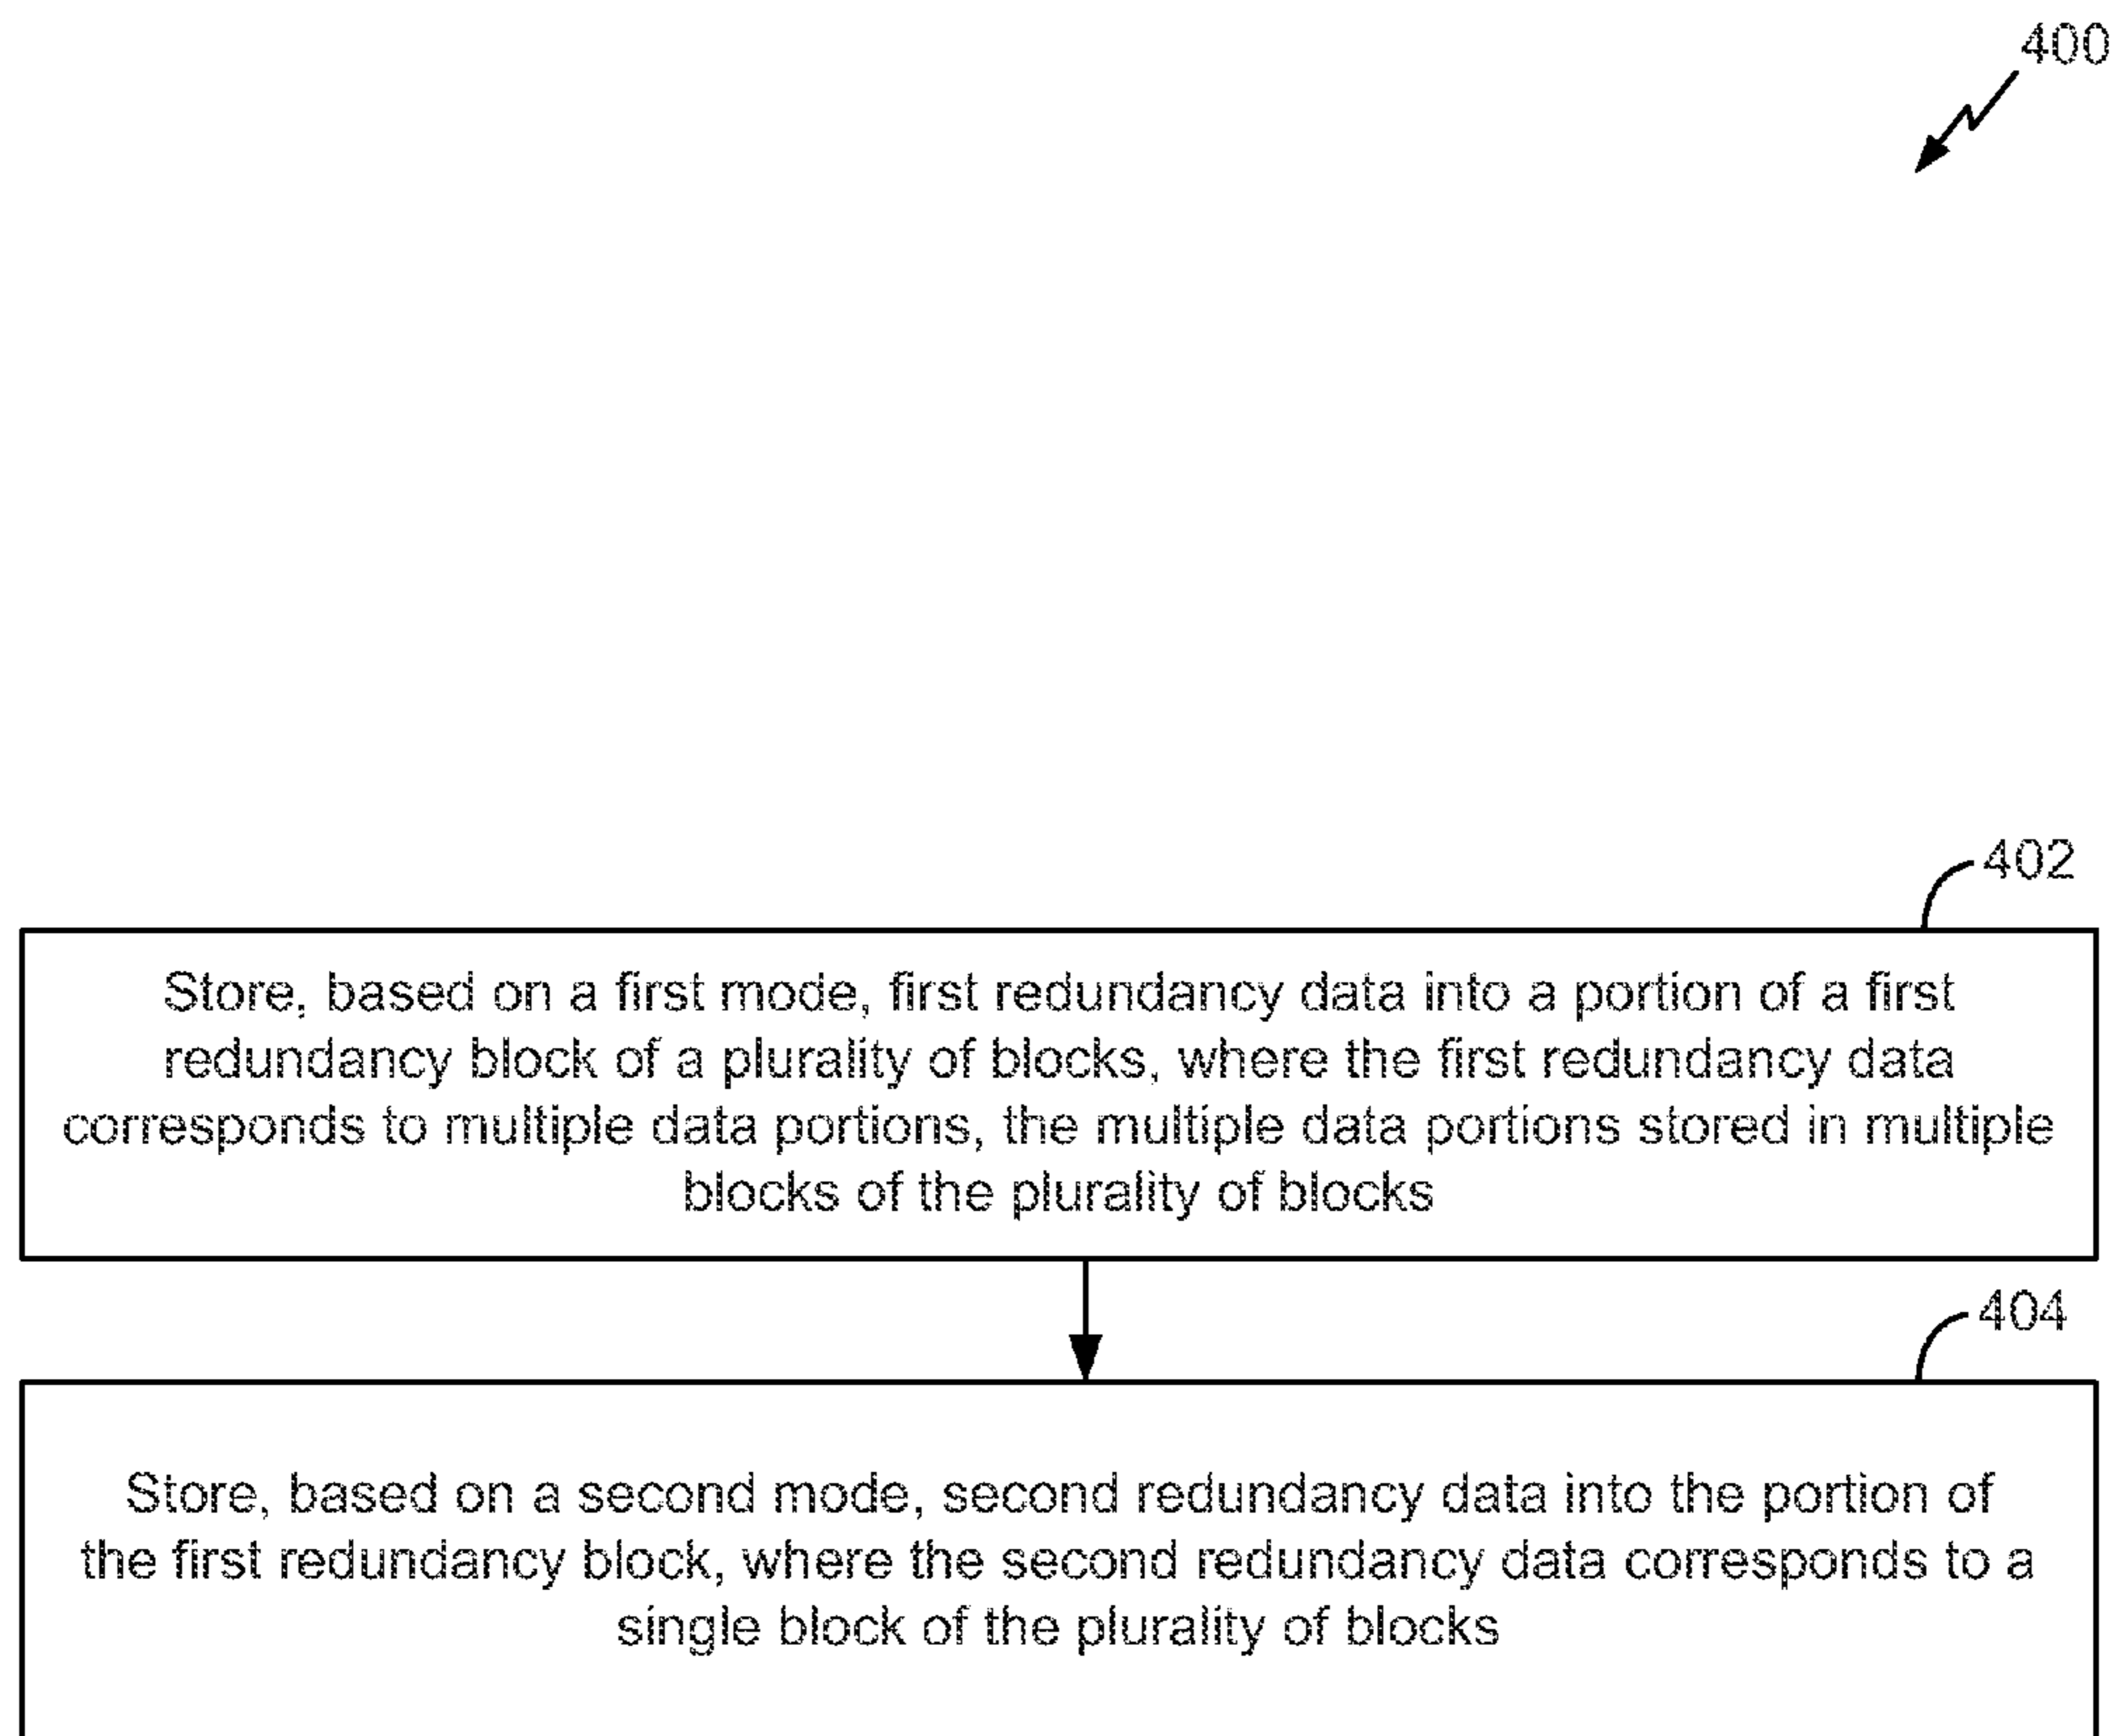 400
402
Store, based on a first mode, first redundancy data into a portion of a first
redundancy block of a plurality of blocks, where the first redundancy data
corresponds to multiple data portions, the multiple data portions stored in multiple
blocks of the plurality of blocks
404
Store, based on a second mode, second redundancy data into the portion of
the first redundancy block, where the second redundancy data corresponds to a
single block of the plurality of blocks